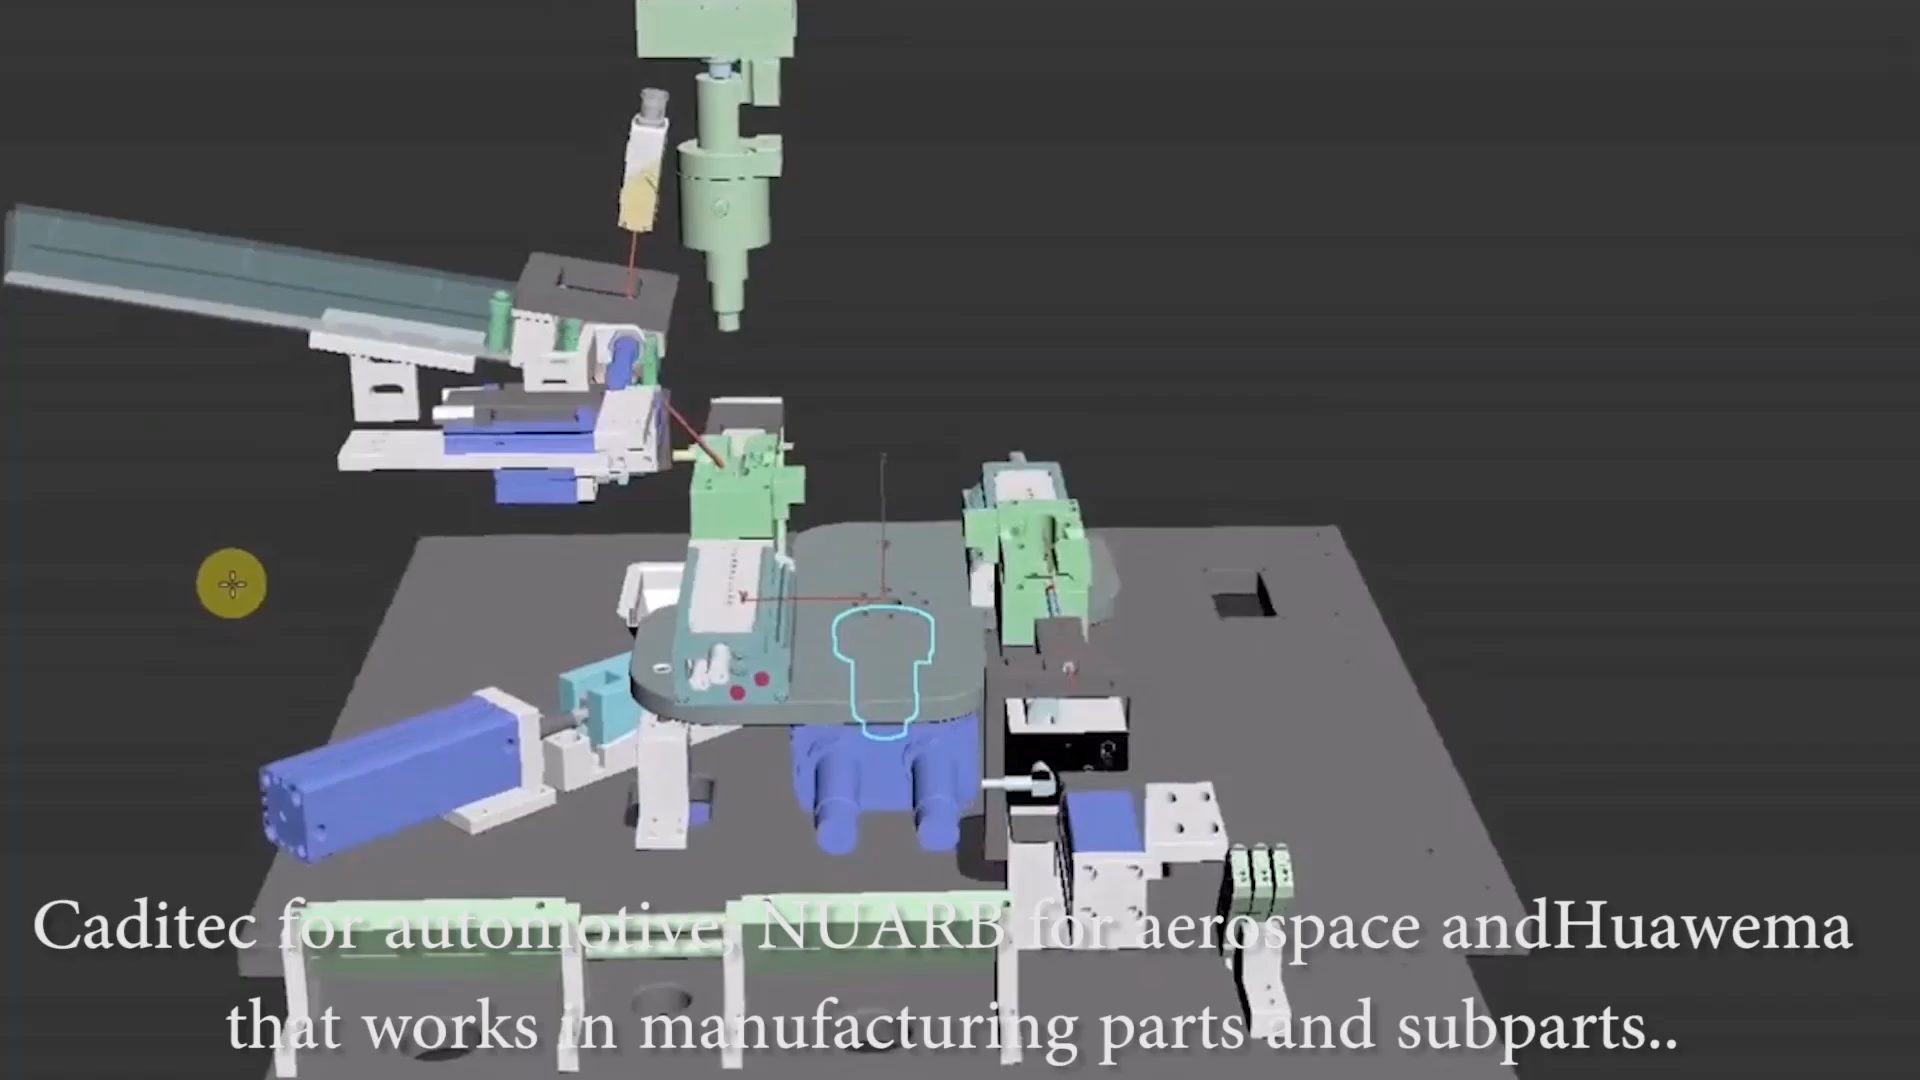 Caditec for automotive, NUARB for aerospace andHuawema
that works in manufacturing parts and subparts..